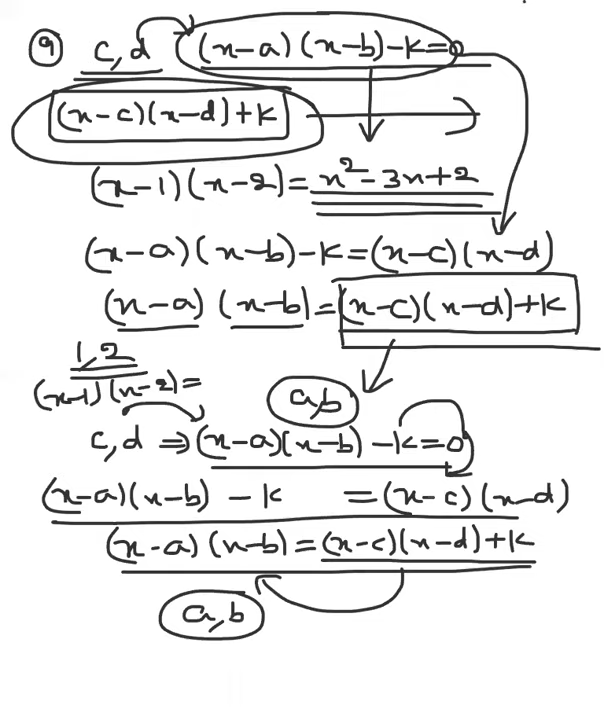 9 c,d (x-a)(x-b)-k=0
(x-c)(x-d)+k
(x-1)(x-2)=x²-3x+2
(x-a)(x-b)-k=(x-c)(x-d)
(x-a)(x-b)=(x-c)(x-d)+k
1,2
(x-1)(x-2)=
a,b
c,d ⇒(x-a)(x-b)-k=0
(x-a)(x-b)-k =(x-c)(x-d)
(x-a)(x-b)=(x-c)(x-d)+k
a,b